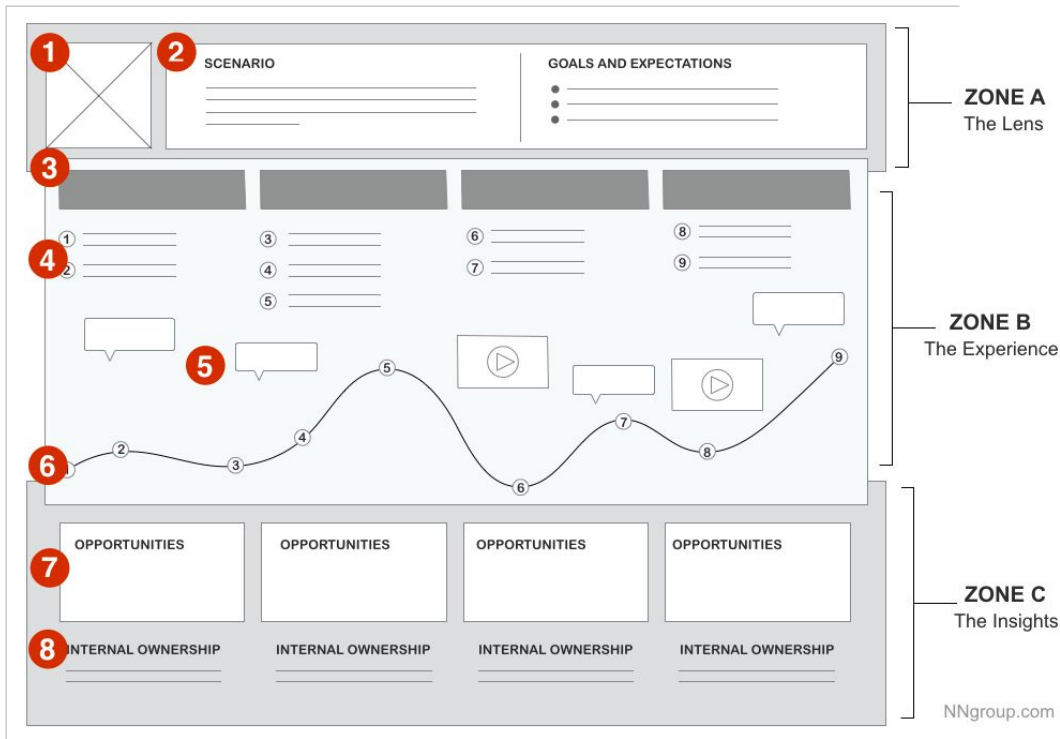 1
2
SCENARIO
GOALS AND EXPECTATIONS
ZONE A
The Lens
3
4
1
2
3
4
5
6
7
8
9
5
ZONE B
The Experience
6
1
2
3
4
5
6
7
8
9
7
OPPORTUNITIES
OPPORTUNITIES
OPPORTUNITIES
OPPORTUNITIES
ZONE C
The Insights
8
INTERNAL OWNERSHIP
INTERNAL OWNERSHIP
INTERNAL OWNERSHIP
INTERNAL OWNERSHIP
NNgroup.com